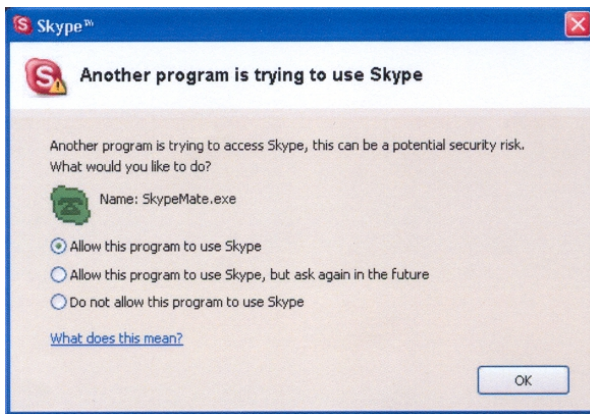 Skype™
Another program is trying to use Skype
Another program is trying to access Skype, this can be a potential security risk.
What would you like to do?
Name: SkypeMate.exe
Allow this program to use Skype
Allow this program to use Skype, but ask again in the future
Do not allow this program to use Skype
What does this mean?
OK